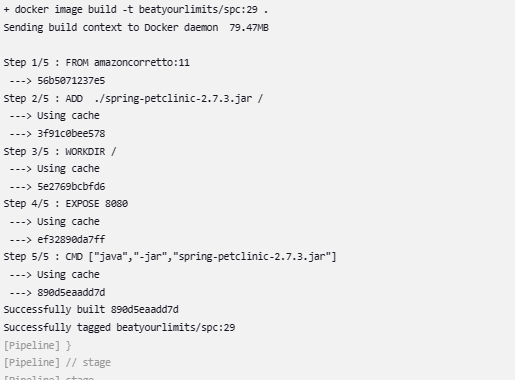 + docker image build -t beatyourlimits/spc:29 .
Sending build context to Docker daemon  79.47MB
Step 1/5 : FROM amazoncorretto:11
 ---> 56b5071237e5
Step 2/5 : ADD  ./spring-petclinic-2.7.3.jar /
 ---> Using cache
 ---> 3f91c0bee578
Step 3/5 : WORKDIR /
 ---> Using cache
 ---> 5e2769bcbfd6
Step 4/5 : EXPOSE 8080
 ---> Using cache
 ---> ef32890da7ff
Step 5/5 : CMD ["java","-jar","spring-petclinic-2.7.3.jar"]
 ---> Using cache
 ---> 890d5eaadd7d
Successfully built 890d5eaadd7d
Successfully tagged beatyourlimits/spc:29
[Pipeline] }
[Pipeline] // stage
[Pipeline] stage